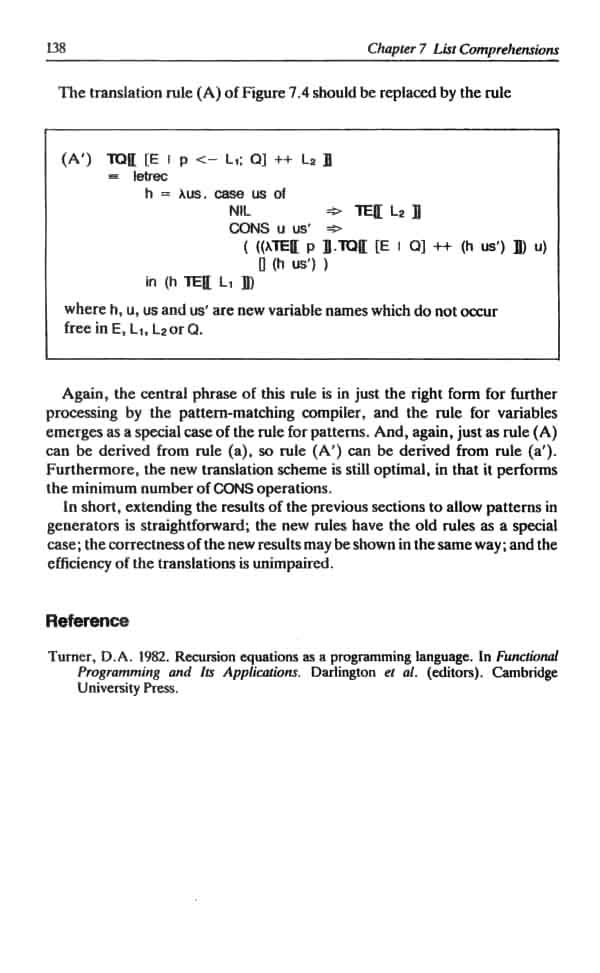 138 Chapter 7 List Comprehensions
The translation rule (A) of Figure 7.4 should be replaced by the rule
(A′) TQ⟦ [E | p <– L₁; Q] ++ L₂ ⟧
≡ letrec
h = λus. case us of
NIL ⇒ TE⟦ L₂ ⟧
CONS u us′ ⇒
( ((λTE⟦ p ⟧.TQ⟦ [E | Q] ++ (h us′) ⟧) u)
▯ (h us′) )
in (h TE⟦ L₁ ⟧)
where h, u, us and us′ are new variable names which do not occur
free in E, L₁, L₂ or Q.
Again, the central phrase of this rule is in just the right form for further
processing by the pattern-matching compiler, and the rule for variables
emerges as a special case of the rule for patterns. And, again, just as rule (A)
can be derived from rule (a), so rule (A′) can be derived from rule (a′).
Furthermore, the new translation scheme is still optimal, in that it performs
the minimum number of CONS operations.
In short, extending the results of the previous sections to allow patterns in
generators is straightforward; the new rules have the old rules as a special
case; the correctness of the new results may be shown in the same way; and the
efficiency of the translations is unimpaired.
Reference
Turner, D.A. 1982. Recursion equations as a programming language. In Functional
Programming and Its Applications. Darlington et al. (editors). Cambridge
University Press.